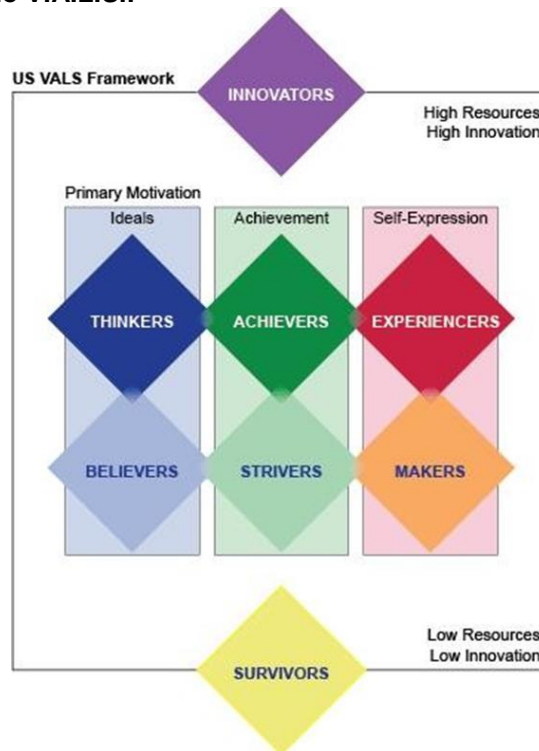 US VALS Framework
INNOVATORS
High Resources
High Innovation
Primary Motivation
Ideals
Achievement
Self-Expression
THINKERS
ACHIEVERS
EXPERIENCERS
BELIEVERS
STRIVERS
MAKERS
Low Resources
Low Innovation
SURVIVORS